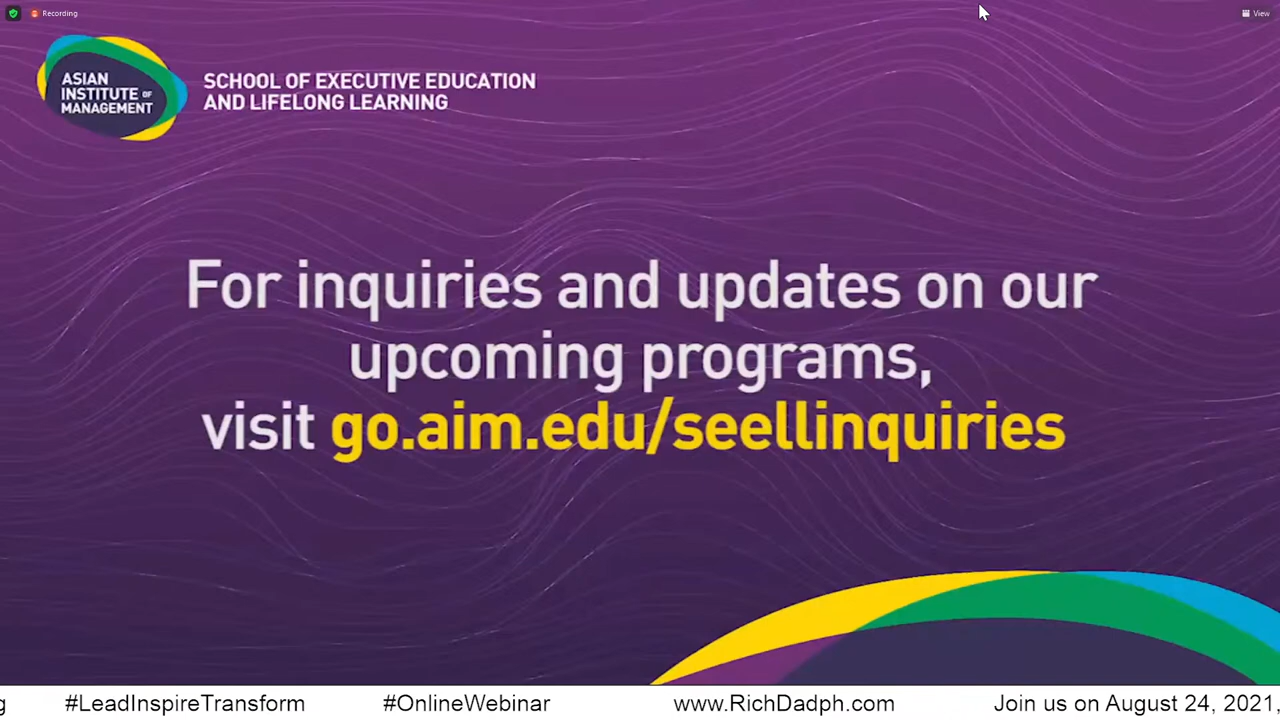 Recording
View
ASIAN
INSTITUTE OF
MANAGEMENT
SCHOOL OF EXECUTIVE EDUCATION
AND LIFELONG LEARNING
For inquiries and updates on our
upcoming programs,
visit go.aim.edu/seellinquiries
g #LeadInspireTransform #OnlineWebinar www.RichDadph.com Join us on August 24, 2021,